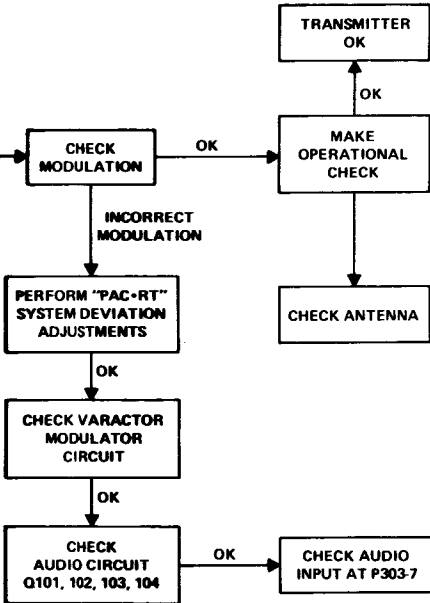 TRANSMITTER
OK
OK
CHECK
MODULATION
OK
MAKE
OPERATIONAL
CHECK
INCORRECT
MODULATION
PERFORM "PAC•RT"
SYSTEM DEVIATION
ADJUSTMENTS
CHECK ANTENNA
OK
CHECK VARACTOR
MODULATOR
CIRCUIT
OK
CHECK
AUDIO CIRCUIT
Q101, 102, 103, 104
OK
CHECK AUDIO
INPUT AT P303-7